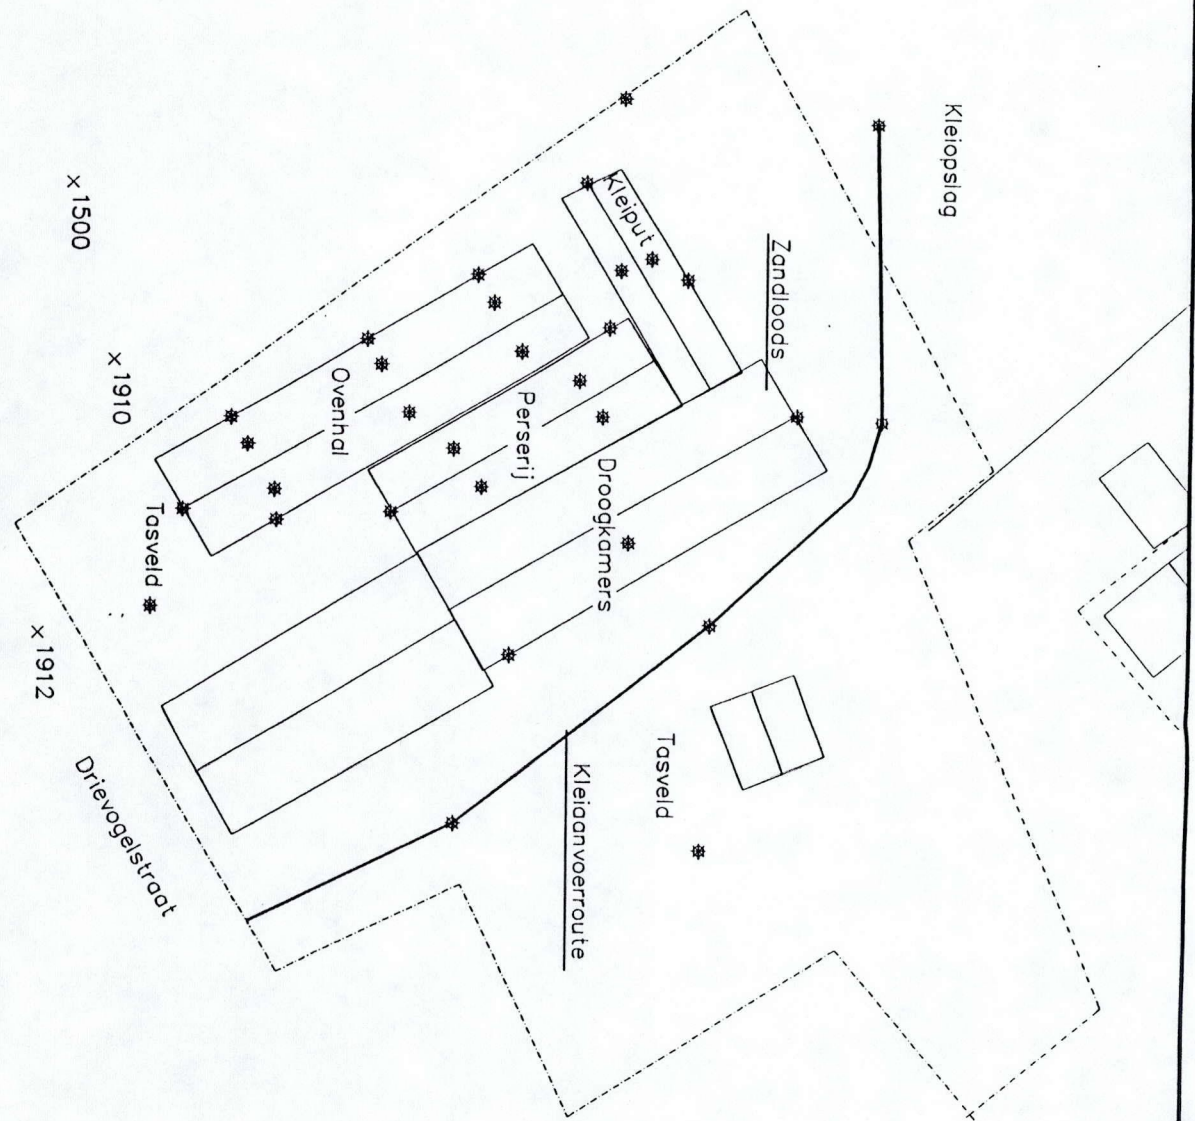 Kleiopslag
Zandloods
Kleiput
× 1500
× 1910
Ovenhal
Perserij
Droogkamers
Tasveld
× 1912
Tasveld
Kleiaanvoerroute
Drievogelstraat